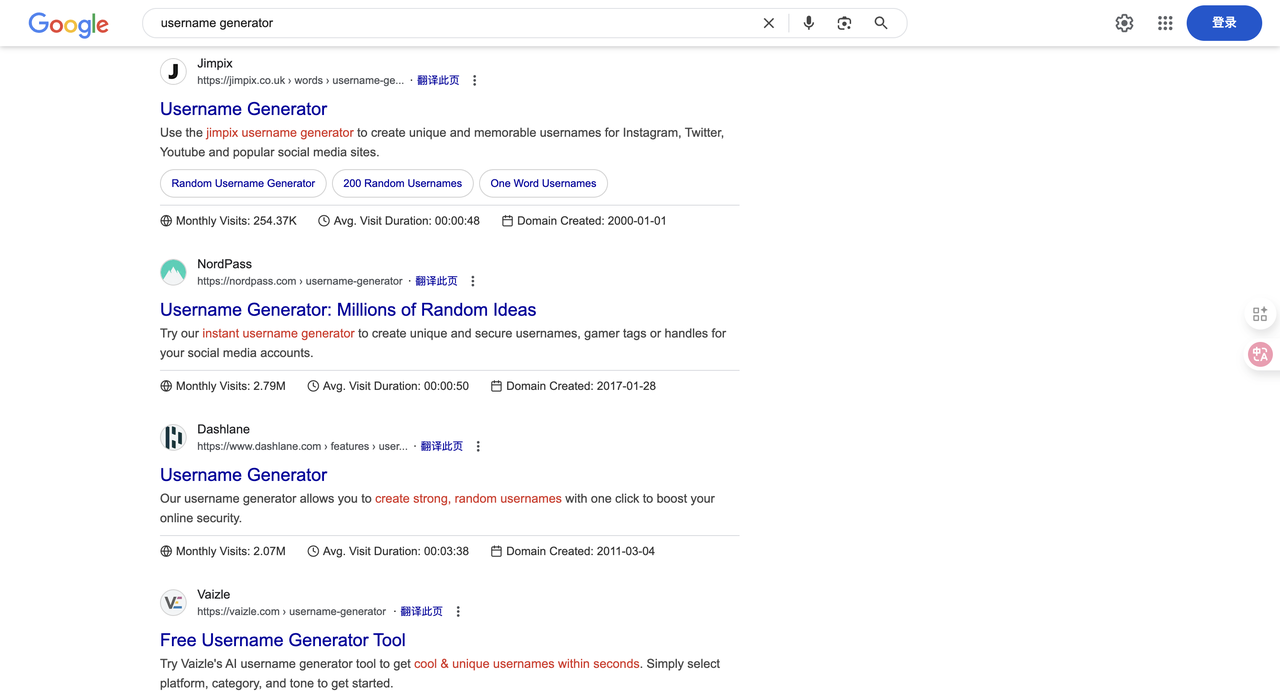 Google
username generator
登录
Jimpix
https://jimpix.co.uk › words › username-ge... · 翻译此页
Username Generator
Use the jimpix username generator to create unique and memorable usernames for Instagram, Twitter,
Youtube and popular social media sites.
Random Username Generator
200 Random Usernames
One Word Usernames
Monthly Visits: 254.37K
Avg. Visit Duration: 00:00:48
Domain Created: 2000-01-01
NordPass
https://nordpass.com › username-generator · 翻译此页
Username Generator: Millions of Random Ideas
Try our instant username generator to create unique and secure usernames, gamer tags or handles for
your social media accounts.
Monthly Visits: 2.79M
Avg. Visit Duration: 00:00:50
Domain Created: 2017-01-28
Dashlane
https://www.dashlane.com › features › user... · 翻译此页
Username Generator
Our username generator allows you to create strong, random usernames with one click to boost your
online security.
Monthly Visits: 2.07M
Avg. Visit Duration: 00:03:38
Domain Created: 2011-03-04
Vaizle
https://vaizle.com › username-generator · 翻译此页
Free Username Generator Tool
Try Vaizle's AI username generator tool to get cool & unique usernames within seconds. Simply select
platform, category, and tone to get started.